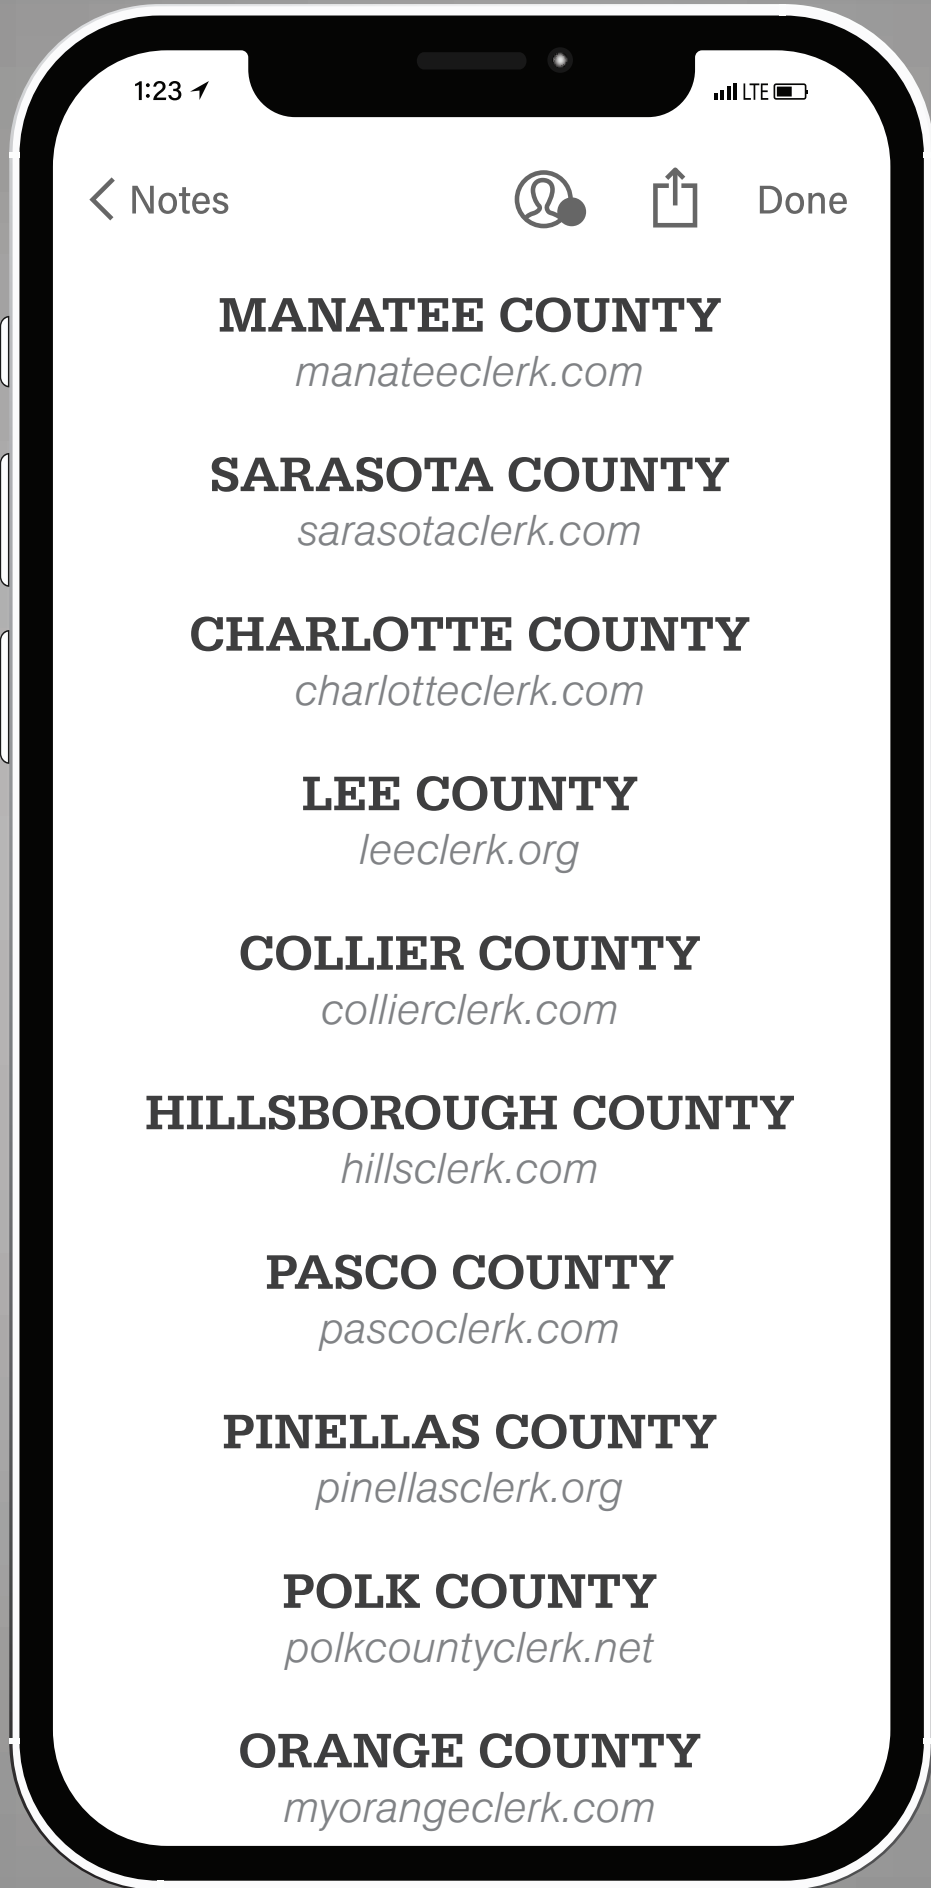 1:23 LTE
Notes Done
MANATEE COUNTY
manateeclerk.com
SARASOTA COUNTY
sarasotaclerk.com
CHARLOTTE COUNTY
charlotteclerk.com
LEE COUNTY
leeclerk.org
COLLIER COUNTY
collierclerk.com
HILLSBOROUGH COUNTY
hillsclerk.com
PASCO COUNTY
pascoclerk.com
PINELLAS COUNTY
pinellasclerk.org
POLK COUNTY
polkcountyclerk.net
ORANGE COUNTY
myorangeclerk.com